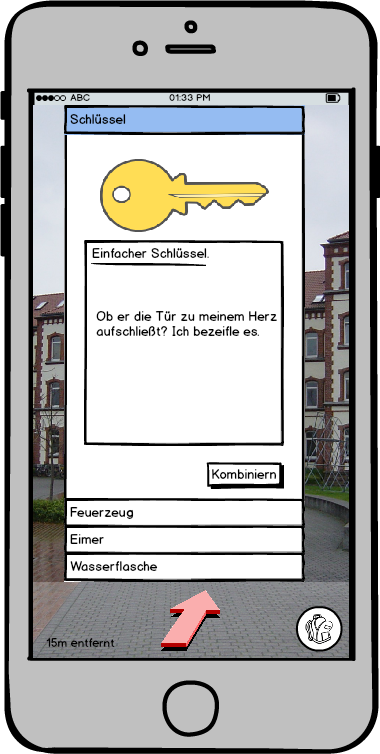 ABC 01:33 PM
Schlüssel
Einfacher Schlüssel.
Ob er die Tür zu meinem Herz
aufschließt? Ich bezeifle es.
Kombiniern
Feuerzeug
Eimer
Wasserflasche
15m entfernt